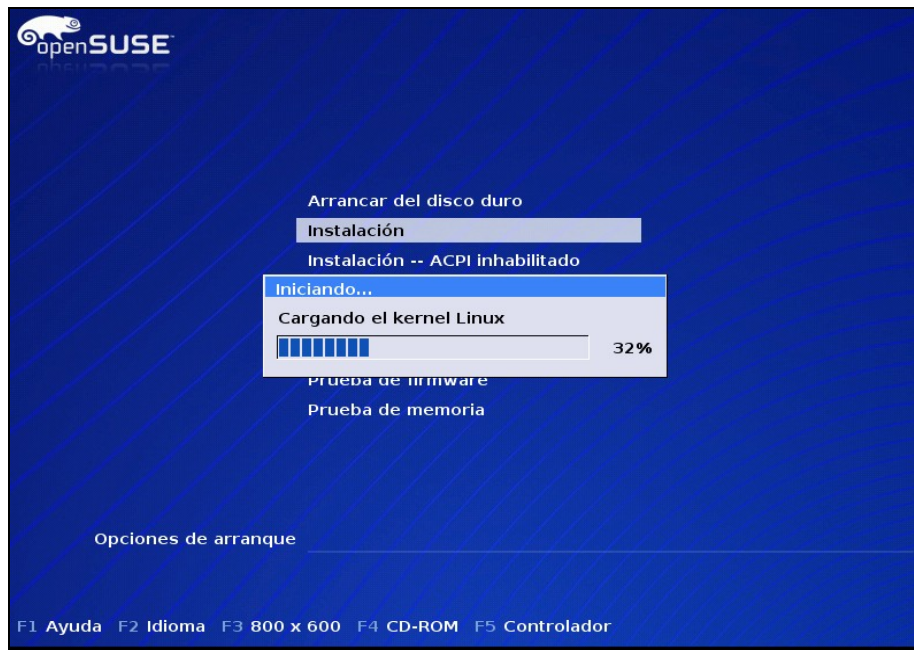 openSUSE
Arrancar del disco duro
Instalación
Instalación -- ACPI inhabilitado
Iniciando...
Cargando el kernel Linux
32%
Prueba de firmware
Prueba de memoria
Opciones de arranque
F1 Ayuda F2 Idioma F3 800 x 600 F4 CD-ROM F5 Controlador